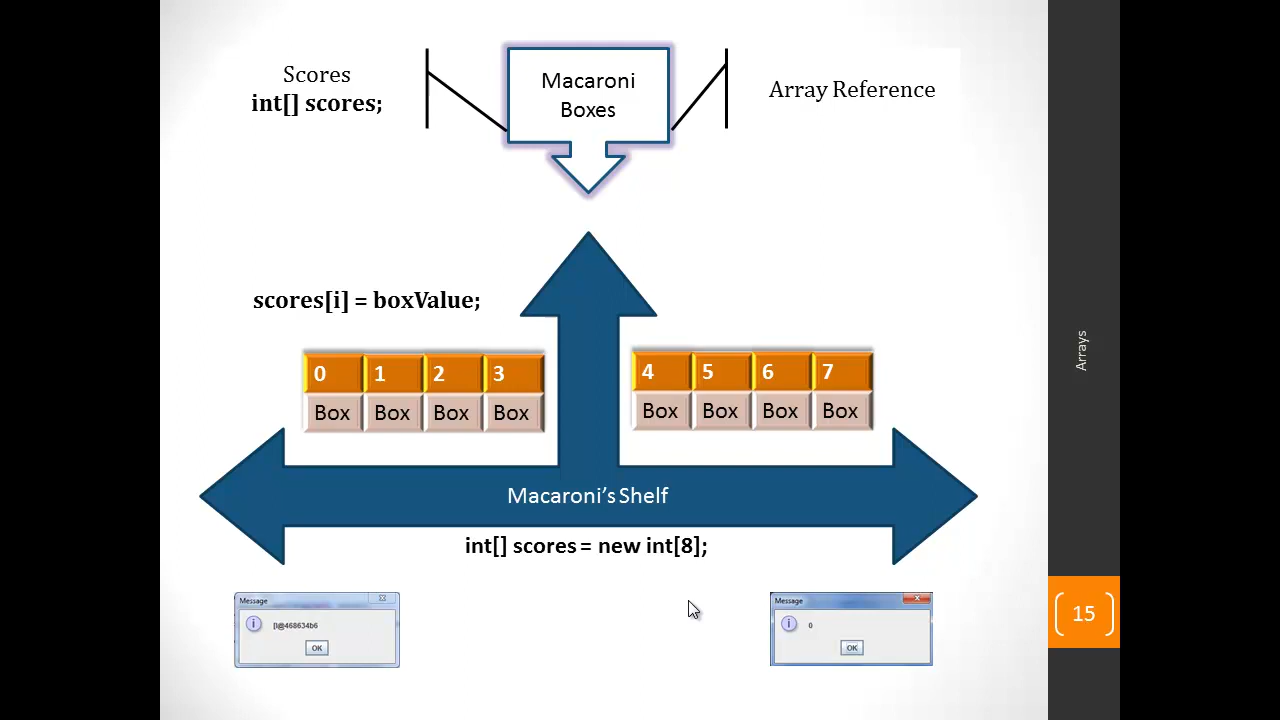 Scores
int[] scores;
Macaroni
Boxes
Array Reference
scores[i] = boxValue;
0 1 2 3
Box Box Box Box
4 5 6 7
Box Box Box Box
Macaroni's Shelf
int[] scores = new int[8];
Message
[I@468634b6
OK
Message
0
OK
Arrays
15